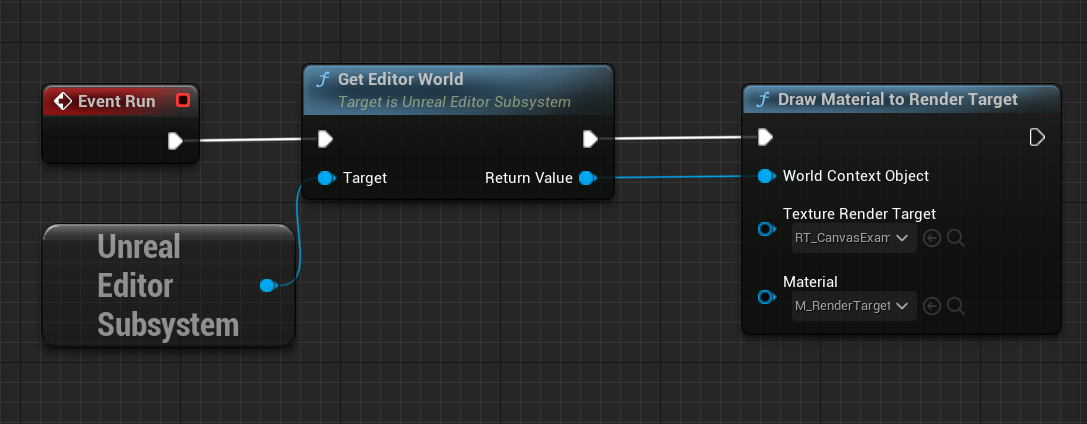 Event Run
f Get Editor World
Target is Unreal Editor Subsystem
Target
Return Value
Unreal
Editor
Subsystem
f Draw Material to Render Target
World Context Object
Texture Render Target
RT_CanvasExam
Material
M_RenderTarget